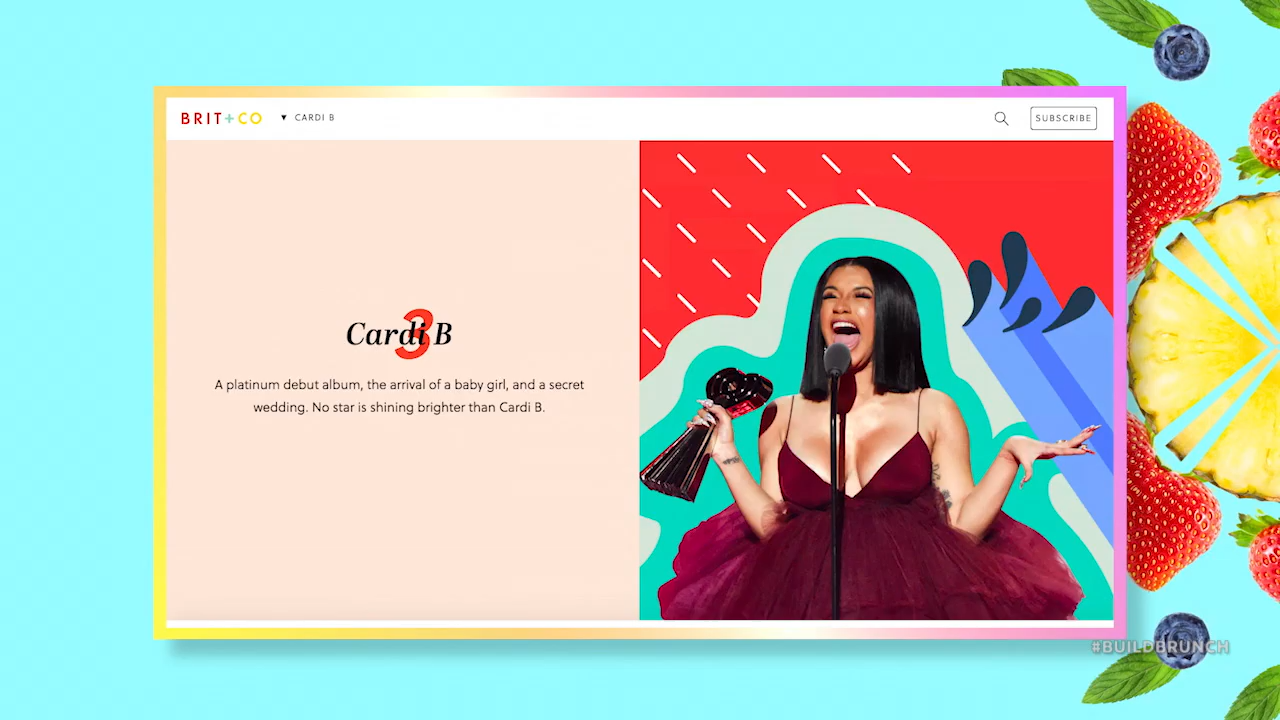 BRIT+CO ▼ CARDI B SUBSCRIBE
3
Cardi B
A platinum debut album, the arrival of a baby girl, and a secret
wedding. No star is shining brighter than Cardi B.
#BUILDBRUNCH